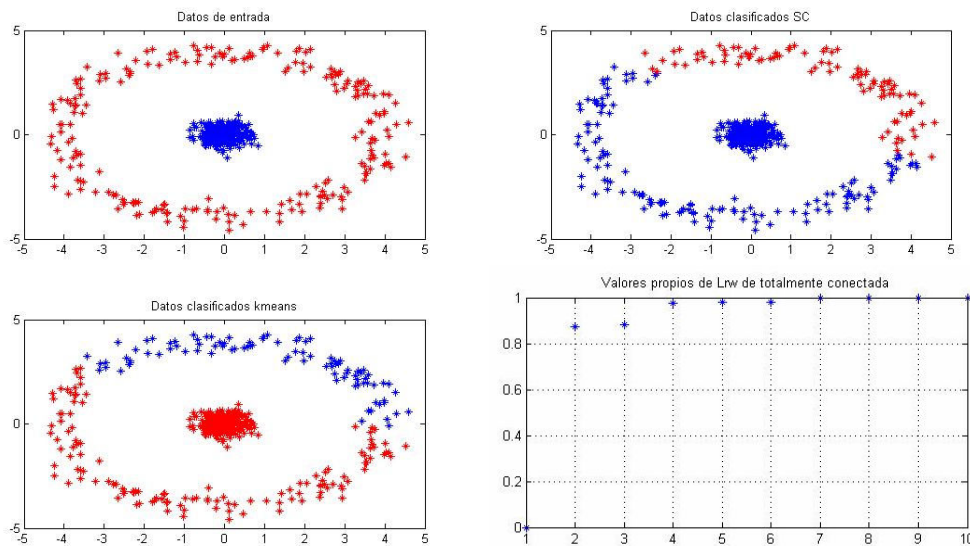 Datos de entrada
5
0
-5
-5 -4 -3 -2 -1 0 1 2 3 4 5
Datos clasificados SC
5
0
-5
-5 -4 -3 -2 -1 0 1 2 3 4 5
Datos clasificados kmeans
5
0
-5
-5 -4 -3 -2 -1 0 1 2 3 4 5
Valores propios de Lrw de totalmente conectada
1
0.8
0.6
0.4
0.2
0
1 2 3 4 5 6 7 8 9 10